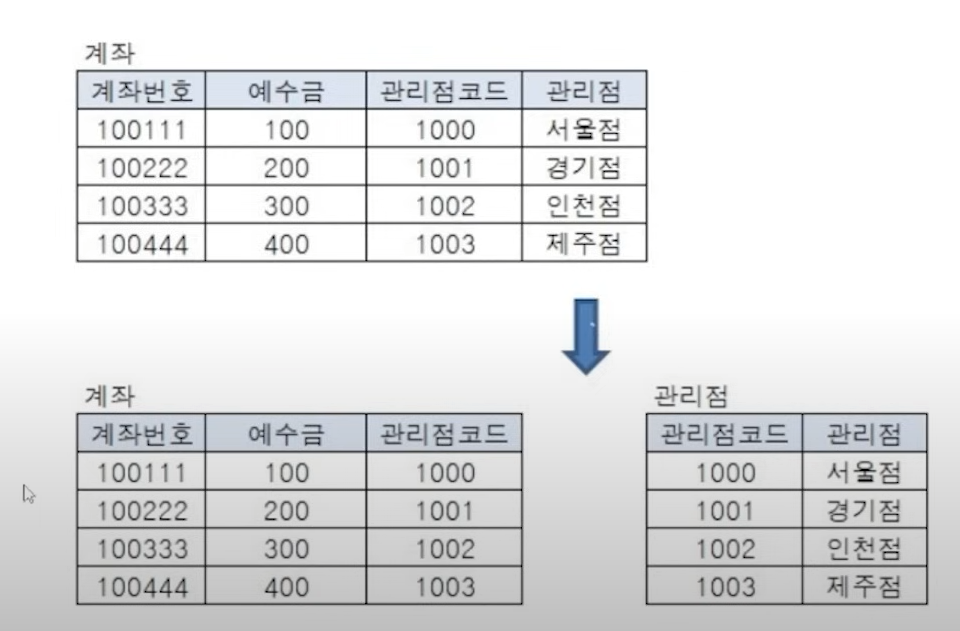 계좌
계좌번호 예수금 관리점코드 관리점
100111 100 1000 서울점
100222 200 1001 경기점
100333 300 1002 인천점
100444 400 1003 제주점
계좌
계좌번호 예수금 관리점코드
100111 100 1000
100222 200 1001
100333 300 1002
100444 400 1003
관리점
관리점코드 관리점
1000 서울점
1001 경기점
1002 인천점
1003 제주점